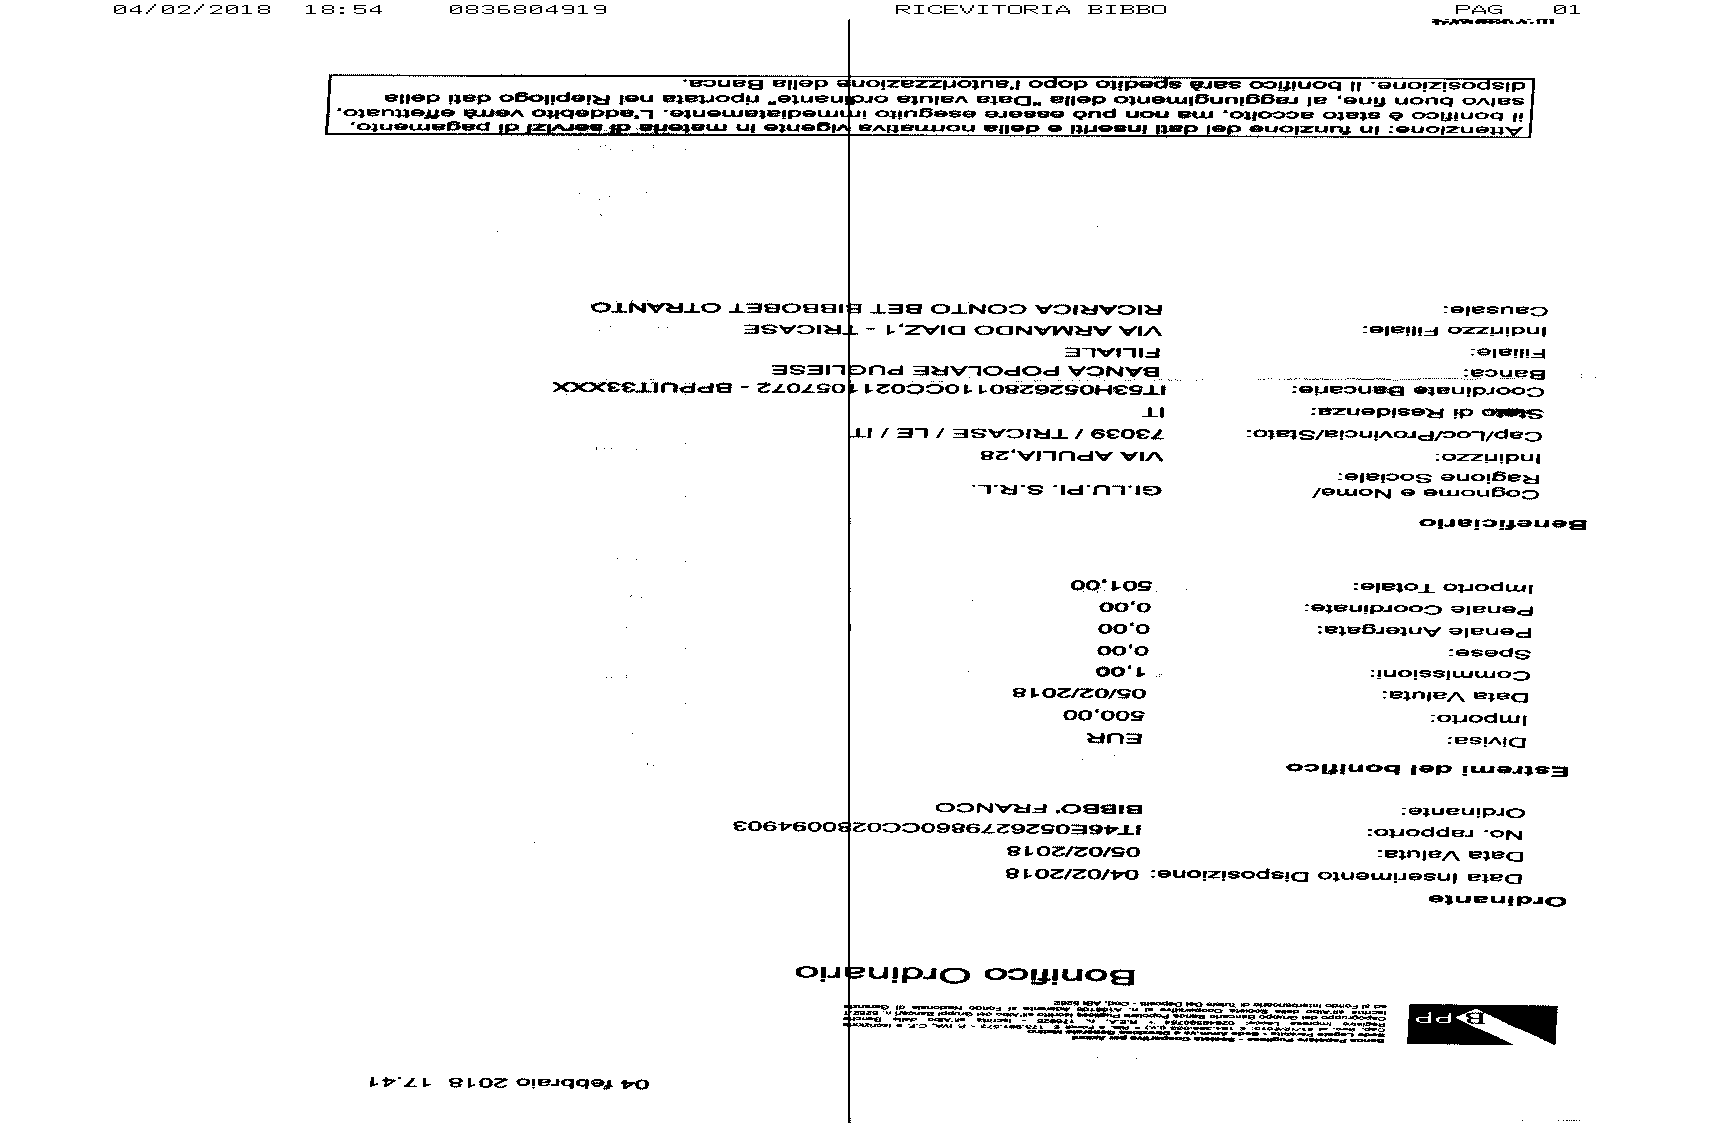 04/02/2018 18:54 0836804919 RICEVITORIA BIBBO PAG 01
04 febbraio 2018 17.41
BPP
Banca Popolare Pugliese - Società Cooperativa per Azioni
Bonifico Ordinario
Ordinante
Data Inserimento Disposizione: 04/02/2018
Data Valuta: 05/02/2018
No. rapporto: IT46E0526279860CC0280094903
Ordinante: BIBBO' FRANCO
Estremi del bonifico
Divisa: EUR
Importo: 500,00
Data Valuta: 05/02/2018
Commissioni: 1,00
Spese: 0,00
Penale Antergata: 0,00
Penale Coordinate: 0,00
Importo Totale: 501,00
Beneficiario
Cognome e Nome/ GI.LU.PI. S.R.L.
Ragione Sociale:
Indirizzo: VIA APULIA,28
Cap/Loc/Provincia/Stato: 73039 / TRICASE / LE / IT
Stato di Residenza: IT
Coordinate Bancarie: IT53H0526280110CC0211057072 - BPPUIT33XXX
Banca: BANCA POPOLARE PUGLIESE
Filiale: FILIALE
Indirizzo Filiale: VIA ARMANDO DIAZ,1 - TRICASE
Causale: RICARICA CONTO BET BIBBOBET OTRANTO
Attenzione: in funzione dei dati inseriti e della normativa vigente in materia di servizi di pagamento,
il bonifico è stato accolto, ma non può essere eseguito immediatamente. L'addebito verrà effettuato,
salvo buon fine, al raggiungimento della "Data valuta ordinante" riportata nel Riepilogo dati della
disposizione. Il bonifico sarà spedito dopo l'autorizzazione della Banca.